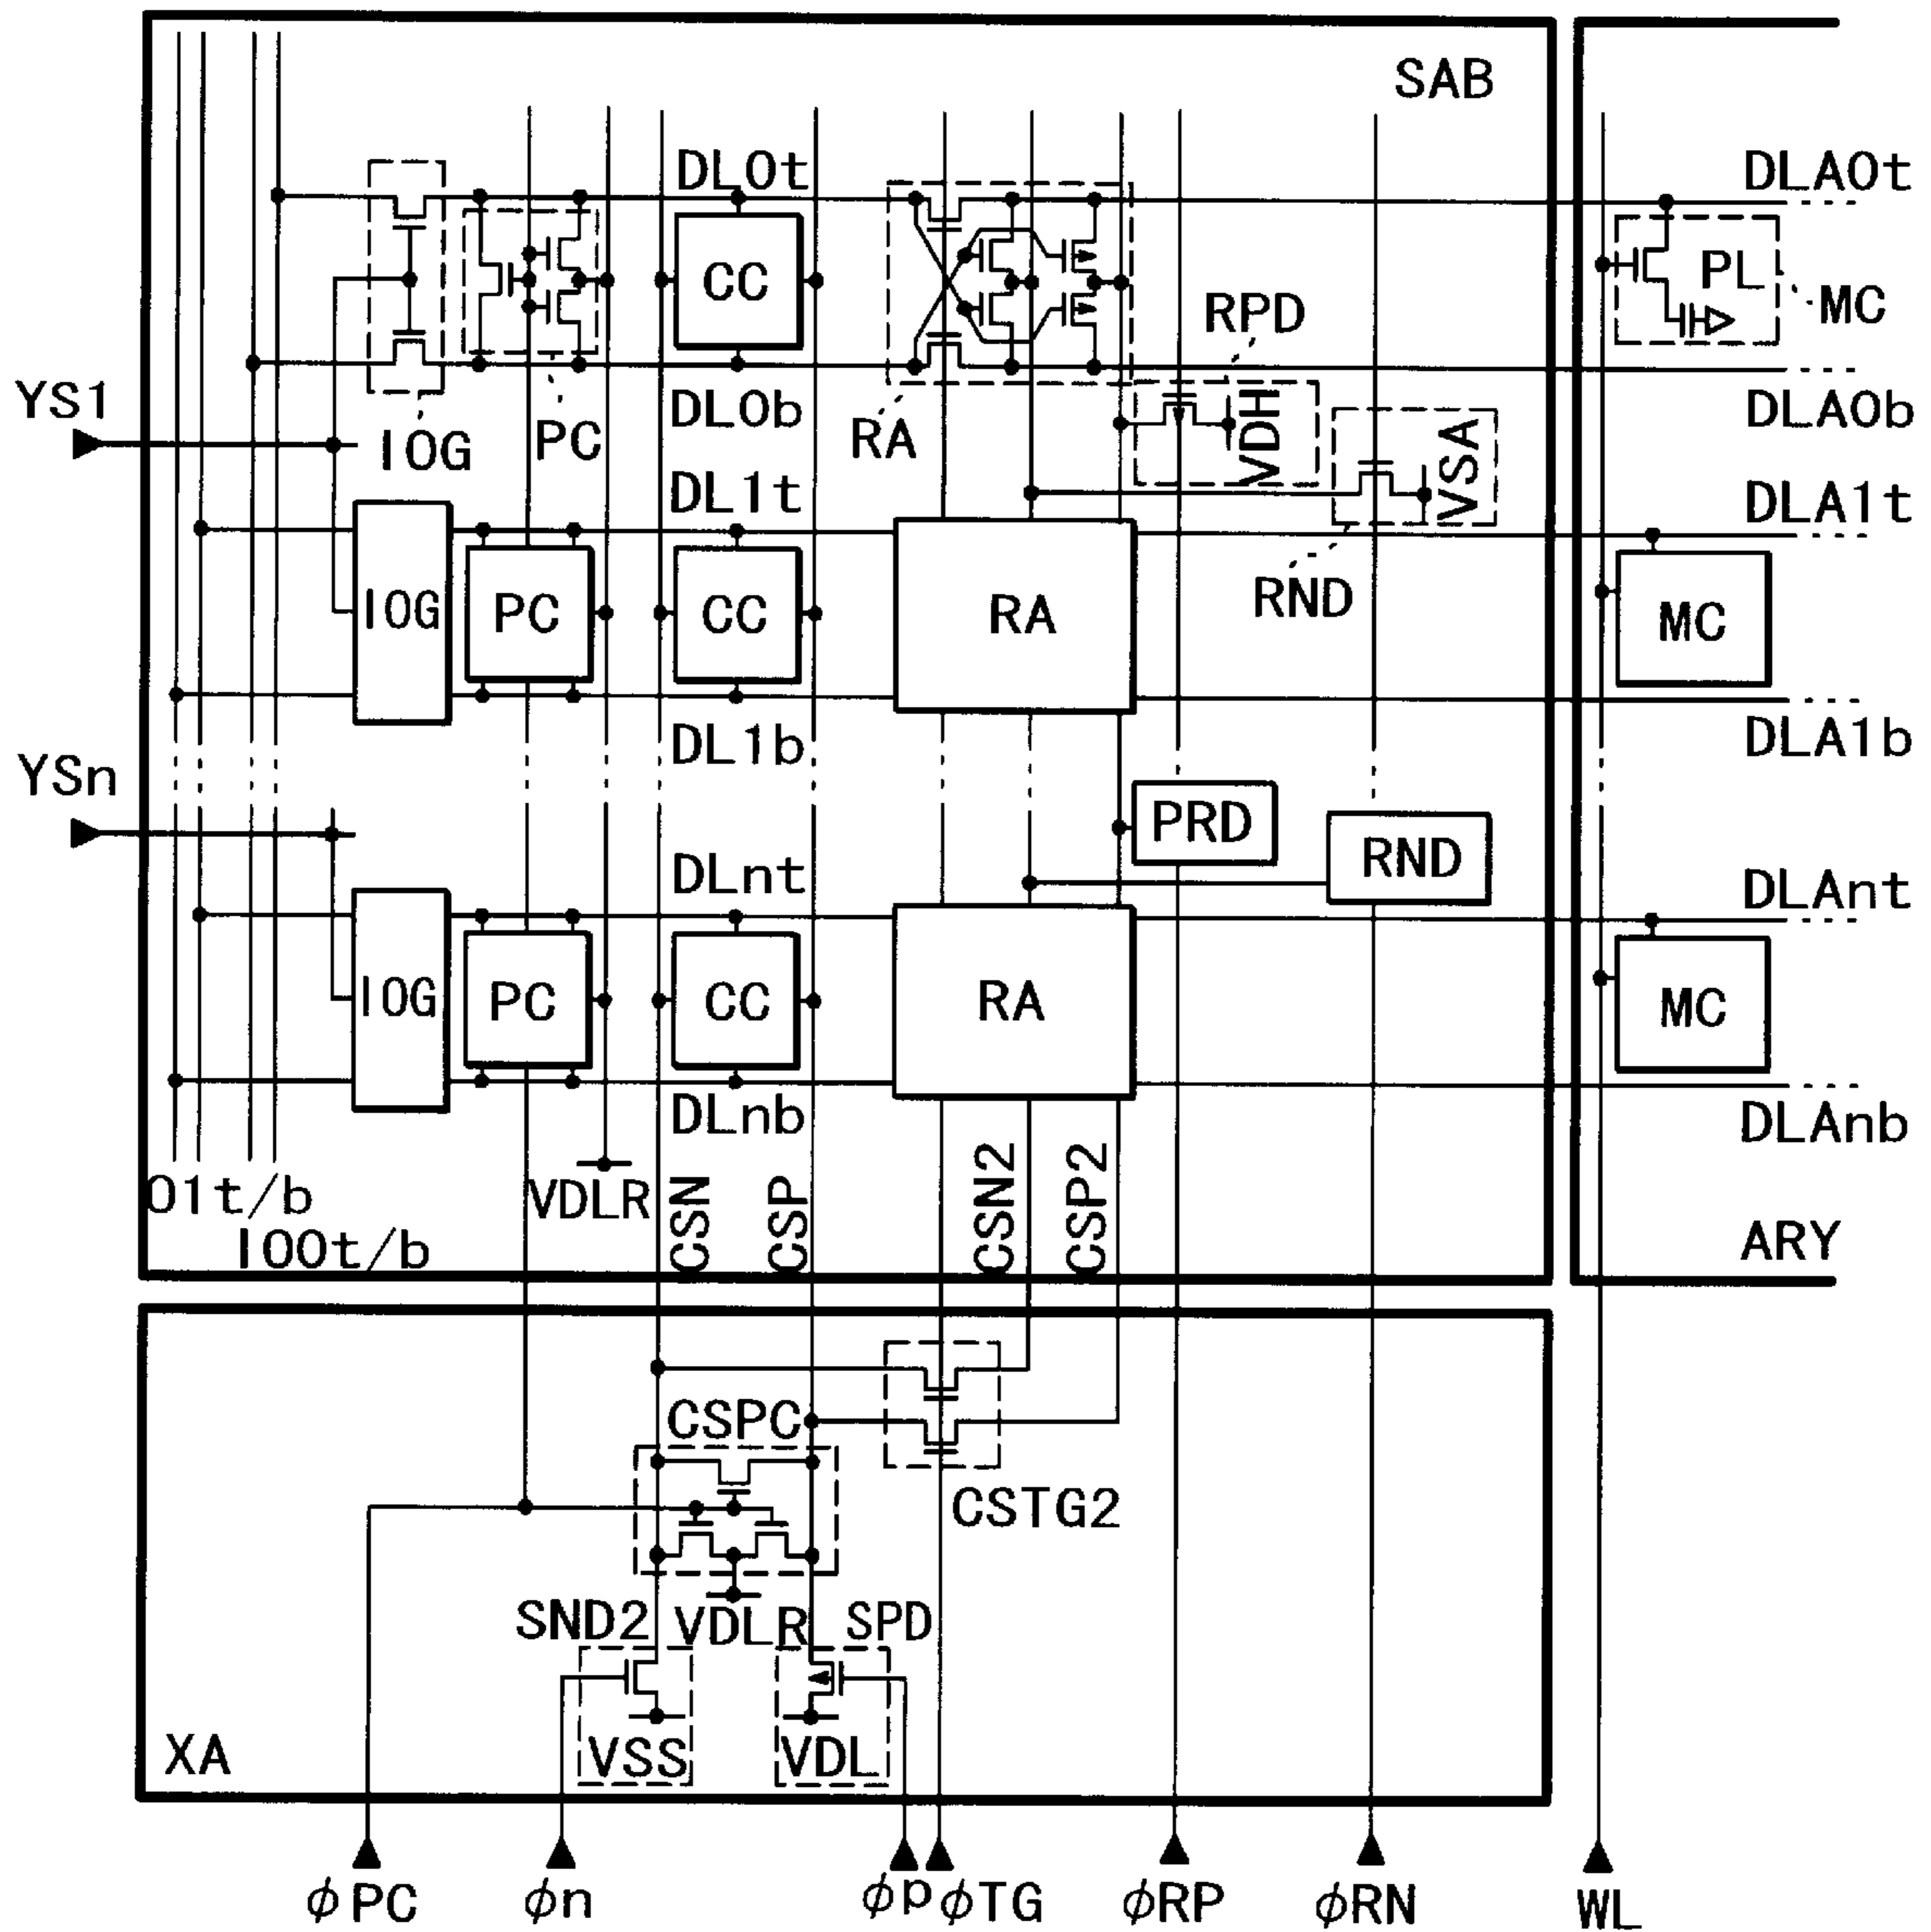 SAB
DL0t
DLA0t
CC
PL
MC
RPD
YS1
DL0b
VDH
DLA0b
IOG
PC
RA
VSA
DL1t
DLA1t
IOG
PC
CC
RA
RND
MC
DL1b
DLA1b
YSn
PRD
RND
DLnt
DLAnt
IOG
PC
CC
RA
MC
DLnb
DLAnb
O1t/b
VDLR
CSN
CSP
CSN2
CSP2
IO0t/b
ARY
CSPC
CSTG2
SND2
VDLR
SPD
XA
VSS
VDL
φPC
φn
φp
φTG
φRP
φRN
WL